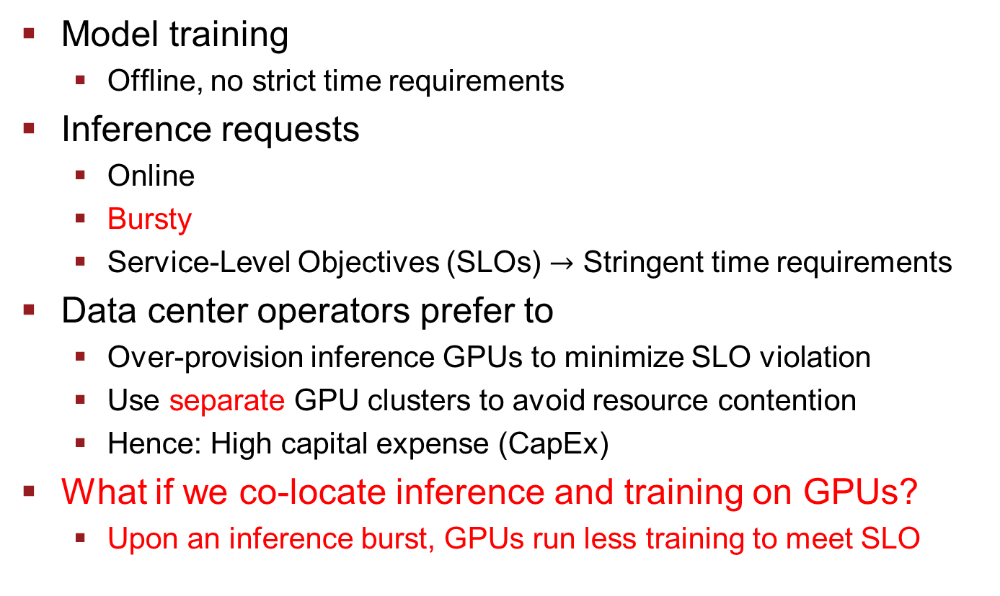 Model training
Offline, no strict time requirements
Inference requests
Online
Bursty
Service-Level Objectives (SLOs) → Stringent time requirements
Data center operators prefer to
Over-provision inference GPUs to minimize SLO violation
Use separate GPU clusters to avoid resource contention
Hence: High capital expense (CapEx)
What if we co-locate inference and training on GPUs?
Upon an inference burst, GPUs run less training to meet SLO